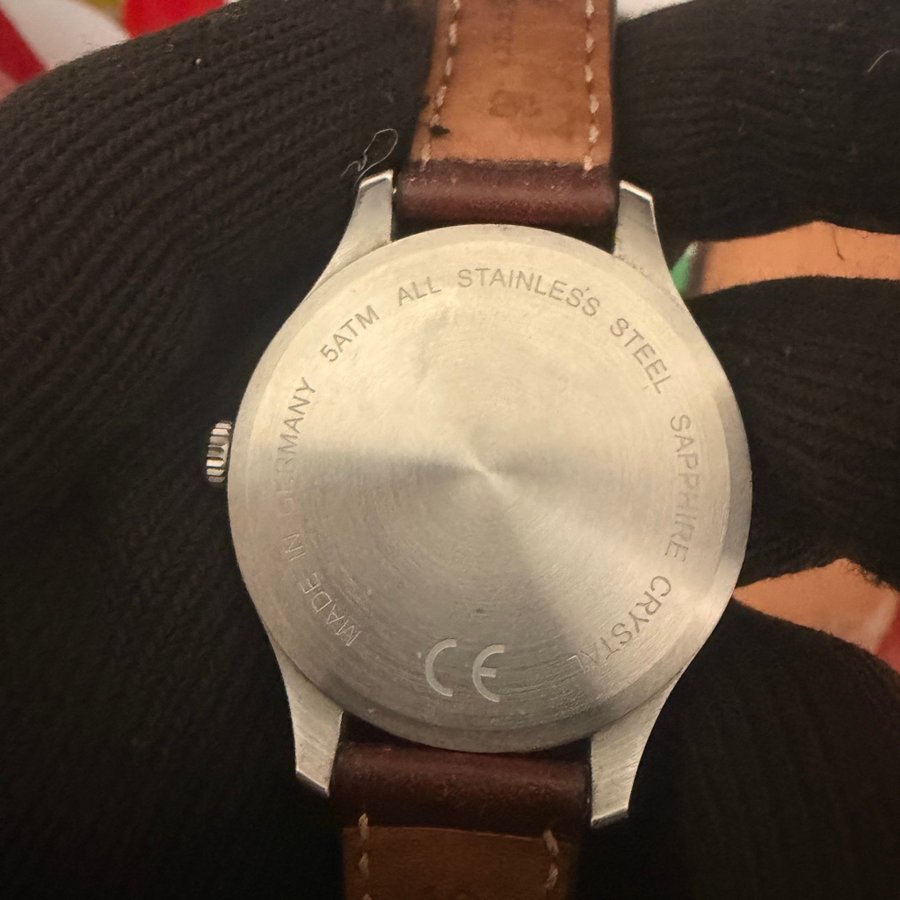 MADE IN GERMANY 5ATM ALL STAINLESS STEEL SAPPHIRE CRYSTAL
CE